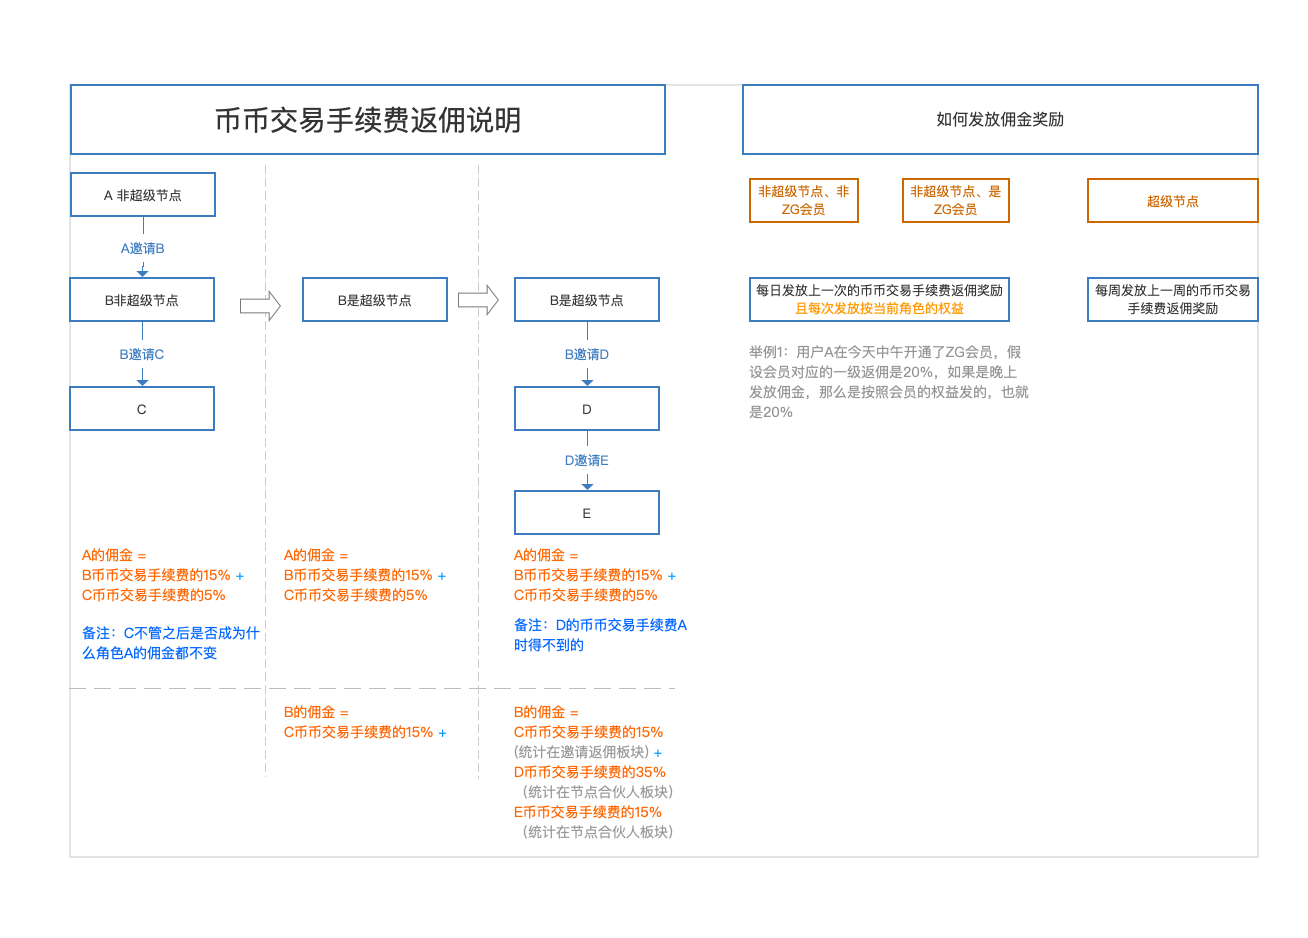 币币交易手续费返佣说明
如何发放佣金奖励
A 非超级节点
A邀请B
B非超级节点
B邀请C
C
B是超级节点
B是超级节点
B邀请D
D
D邀请E
E
A的佣金 =
B币币交易手续费的15% +
C币币交易手续费的5%
备注：C不管之后是否成为什
么角色A的佣金都不变
A的佣金 =
B币币交易手续费的15% +
C币币交易手续费的5%
A的佣金 =
B币币交易手续费的15% +
C币币交易手续费的5%
备注：D的币币交易手续费A
时得不到的
B的佣金 =
C币币交易手续费的15% +
B的佣金 =
C币币交易手续费的15%
(统计在邀请返佣板块) +
D币币交易手续费的35%
（统计在节点合伙人板块）
E币币交易手续费的15%
（统计在节点合伙人板块）
非超级节点、非
ZG会员
非超级节点、是
ZG会员
超级节点
每日发放上一次的币币交易手续费返佣奖励
且每次发放按当前角色的权益
每周发放上一周的币币交易
手续费返佣奖励
举例1：用户A在今天中午开通了ZG会员，假
设会员对应的一级返佣是20%，如果是晚上
发放佣金，那么是按照会员的权益发的，也就
是20%